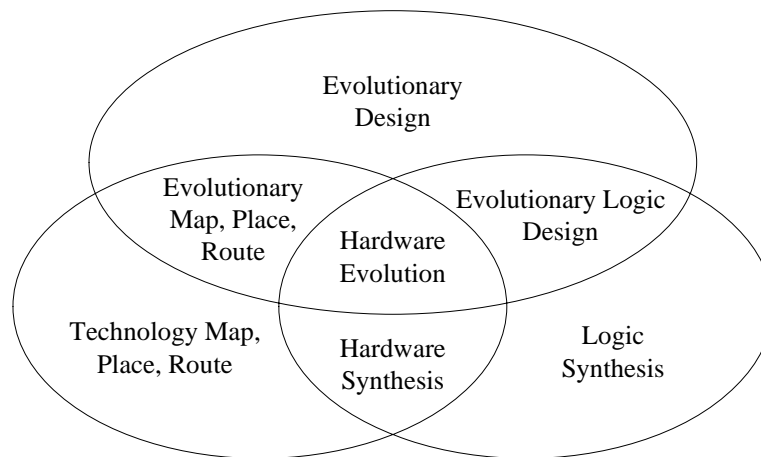 Evolutionary
Design
Evolutionary
Map, Place,
Route
Evolutionary Logic
Design
Hardware
Evolution
Technology Map,
Place, Route
Hardware
Synthesis
Logic
Synthesis